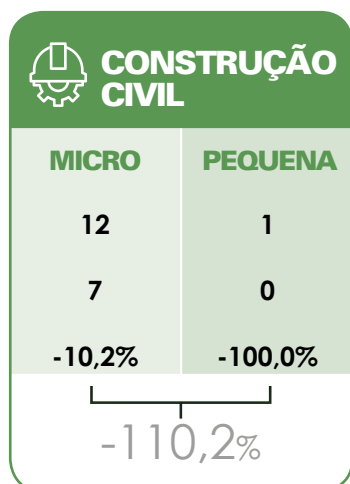 CONSTRUÇÃO
CIVIL
MICRO PEQUENA
12 1
7 0
-10,2% -100,0%
-110,2%